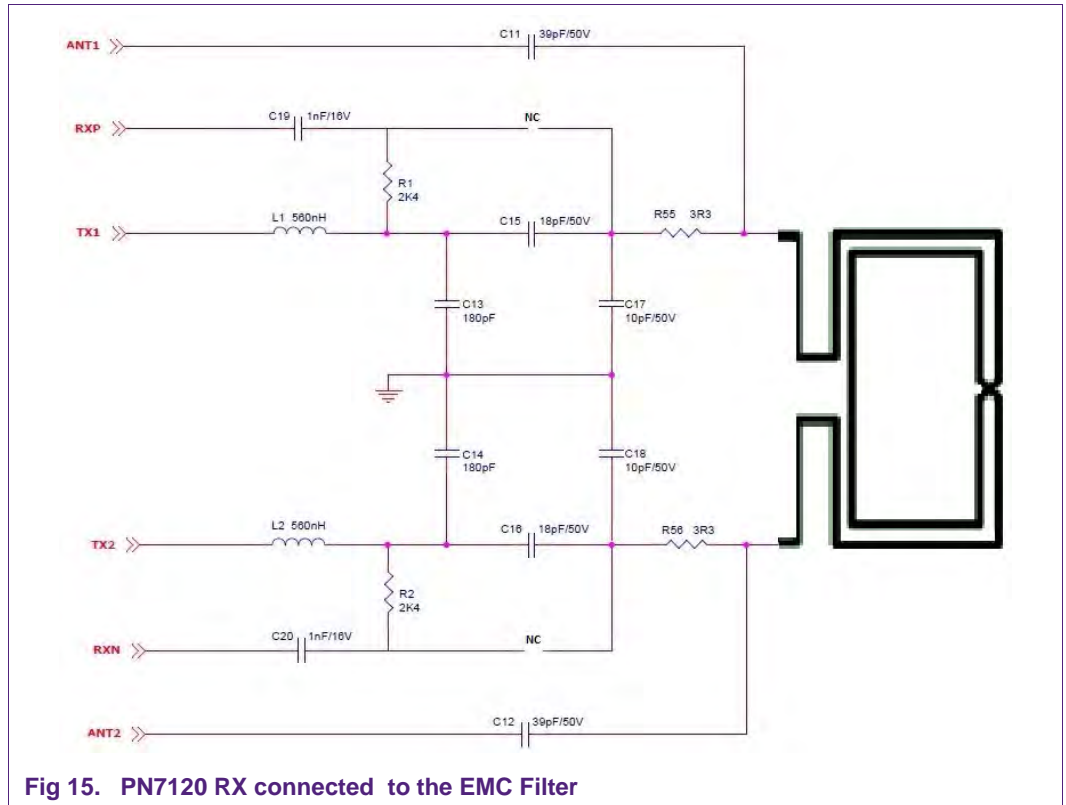 ANT1
C11 39pF/50V
C19 1nF/16V
NC
RXP
R1
2K4
L1 560nH
C15 18pF/50V
R55 3R3
TX1
C13
180pF
C17
10pF/50V
C14
180pF
C18
10pF/50V
L2 560nH
C16 18pF/50V
R56 3R3
TX2
R2
2K4
C20 1nF/16V
NC
RXN
C12 39pF/50V
ANT2
Fig 15. PN7120 RX connected to the EMC Filter